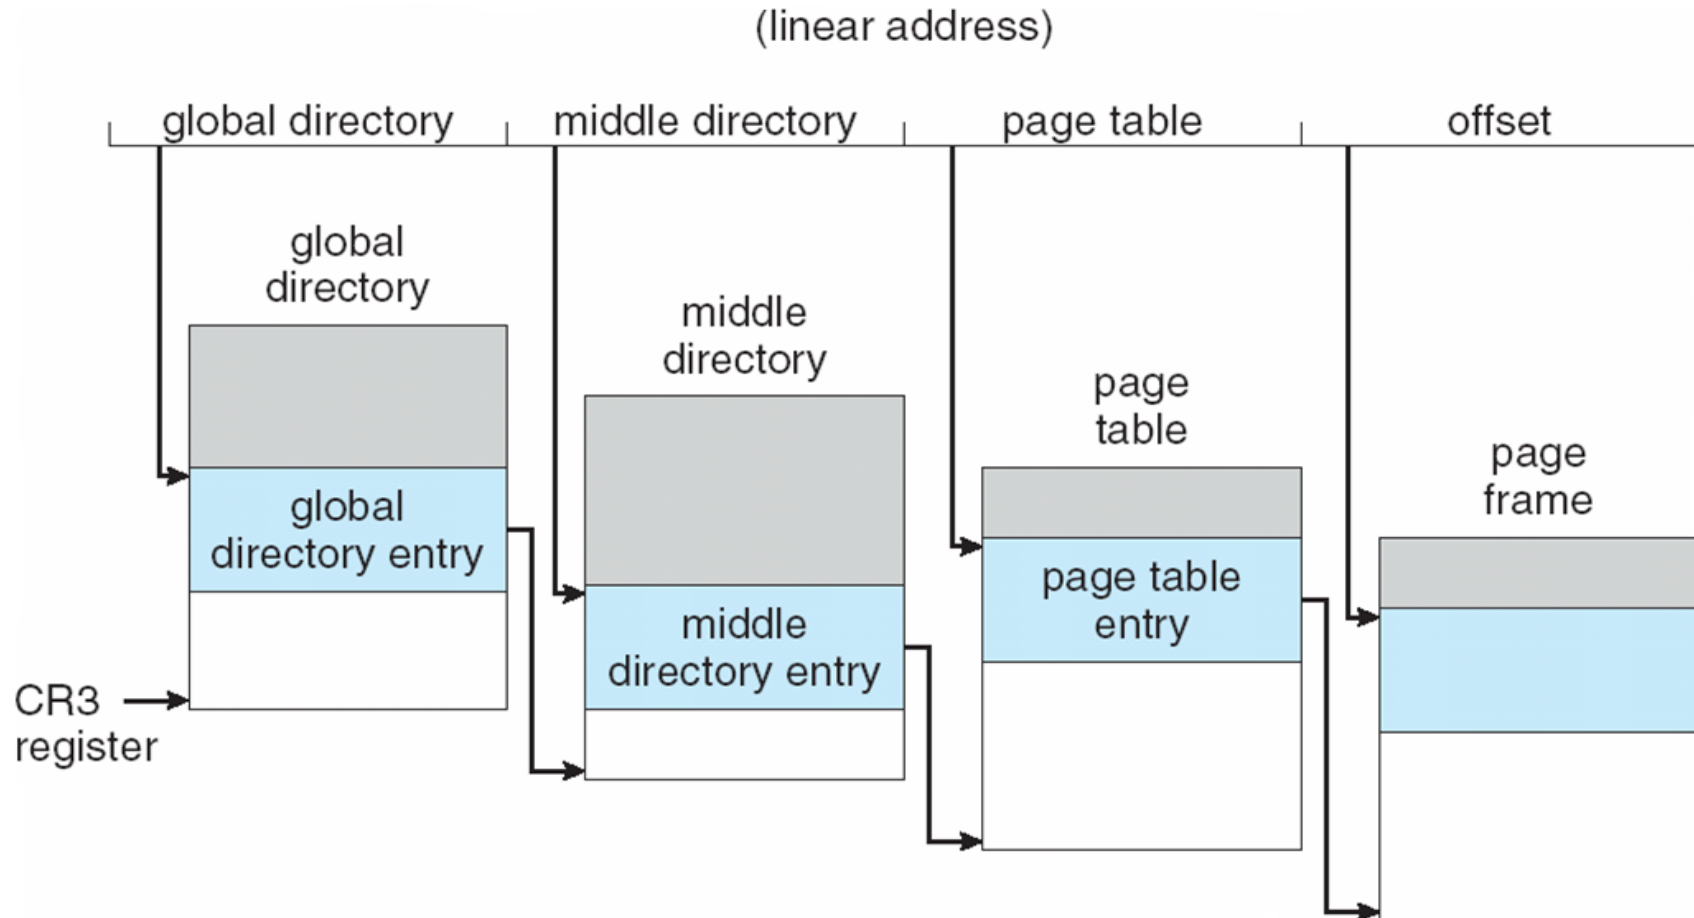 (linear address)
global directory
middle directory
page table
offset
global
directory
middle
directory
page
table
page
frame
global
directory entry
middle
directory entry
page table
entry
CR3
register